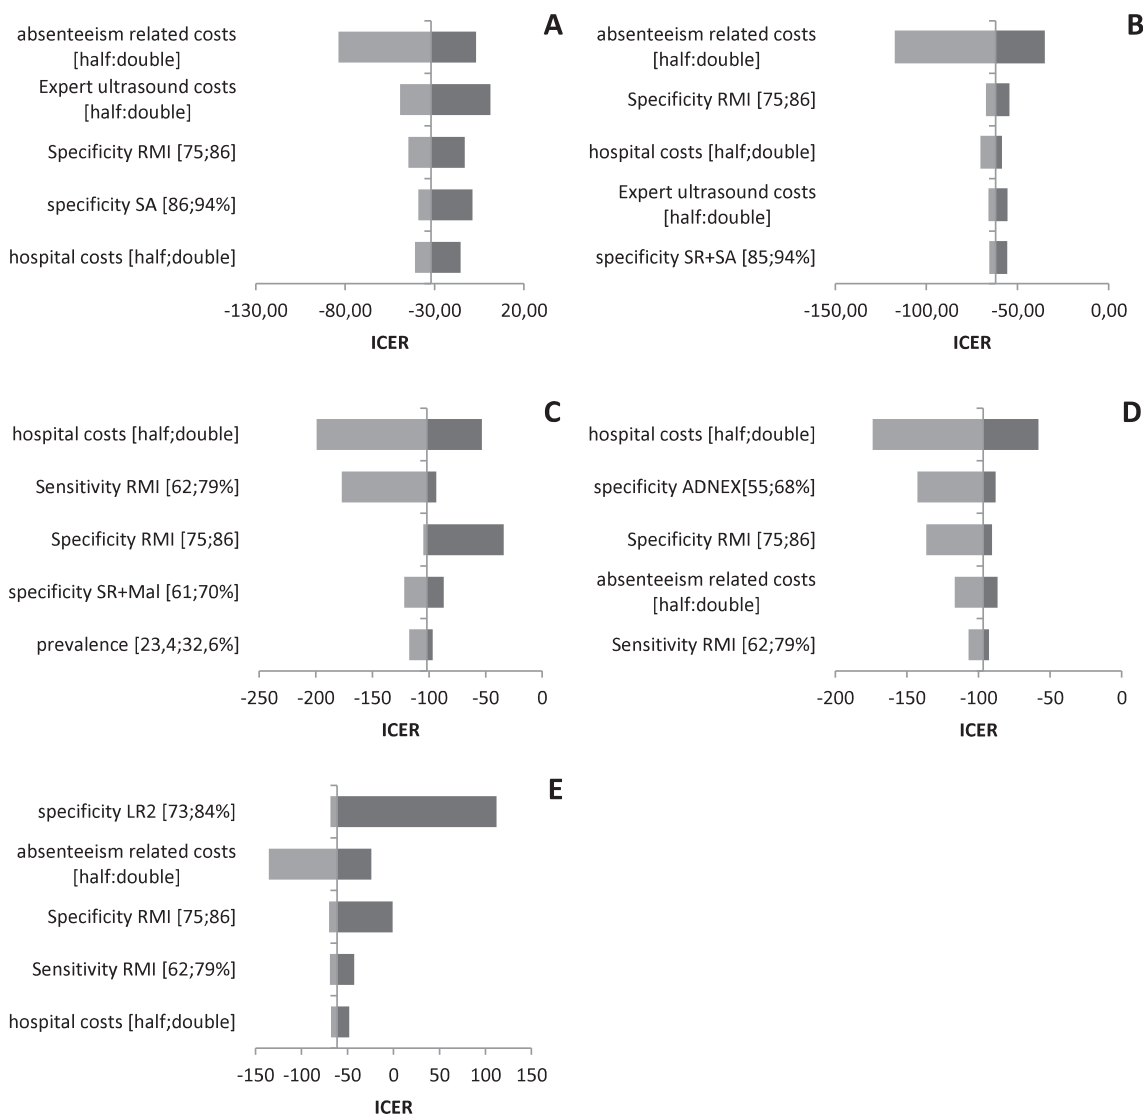 A
absenteeism related costs
[half:double]
Expert ultrasound costs
[half:double]
Specificity RMI [75;86]
specificity SA [86;94%]
hospital costs [half;double]
-130,00 -80,00 -30,00 20,00
ICER
B
absenteeism related costs
[half:double]
Specificity RMI [75;86]
hospital costs [half;double]
Expert ultrasound costs
[half:double]
specificity SR+SA [85;94%]
-150,00 -100,00 -50,00 0,00
ICER
C
hospital costs [half;double]
Sensitivity RMI [62;79%]
Specificity RMI [75;86]
specificity SR+Mal [61;70%]
prevalence [23,4;32,6%]
-250 -200 -150 -100 -50 0
ICER
D
hospital costs [half;double]
specificity ADNEX[55;68%]
Specificity RMI [75;86]
absenteeism related costs
[half:double]
Sensitivity RMI [62;79%]
-200 -150 -100 -50 0
ICER
E
specificity LR2 [73;84%]
absenteeism related costs
[half:double]
Specificity RMI [75;86]
Sensitivity RMI [62;79%]
hospital costs [half;double]
-150 -100 -50 0 50 100 150
ICER